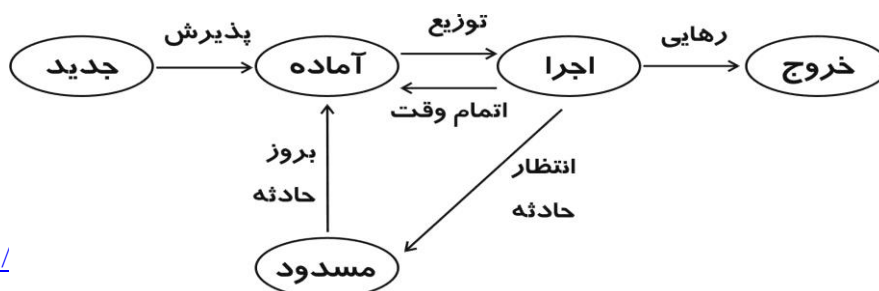 پذیرش
توزیع
رهایی
جدید
آماده
اجرا
خروج
اتمام وقت
بروز
حادثه
انتظار
حادثه
مسدود
/